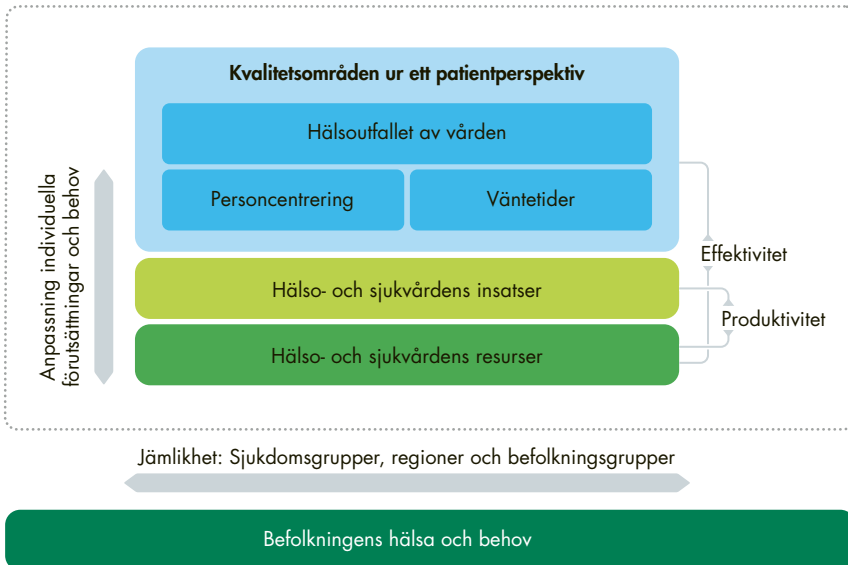 Kvalitetsområden ur ett patientperspektiv
Hälsoutfallet av vården
Personcentrering
Väntetider
Hälso- och sjukvårdens insatser
Hälso- och sjukvårdens resurser
Anpassning individuella
förutsättningar och behov
Effektivitet
Produktivitet
Jämlikhet: Sjukdomsgrupper, regioner och befolkningsgrupper
Befolkningens hälsa och behov